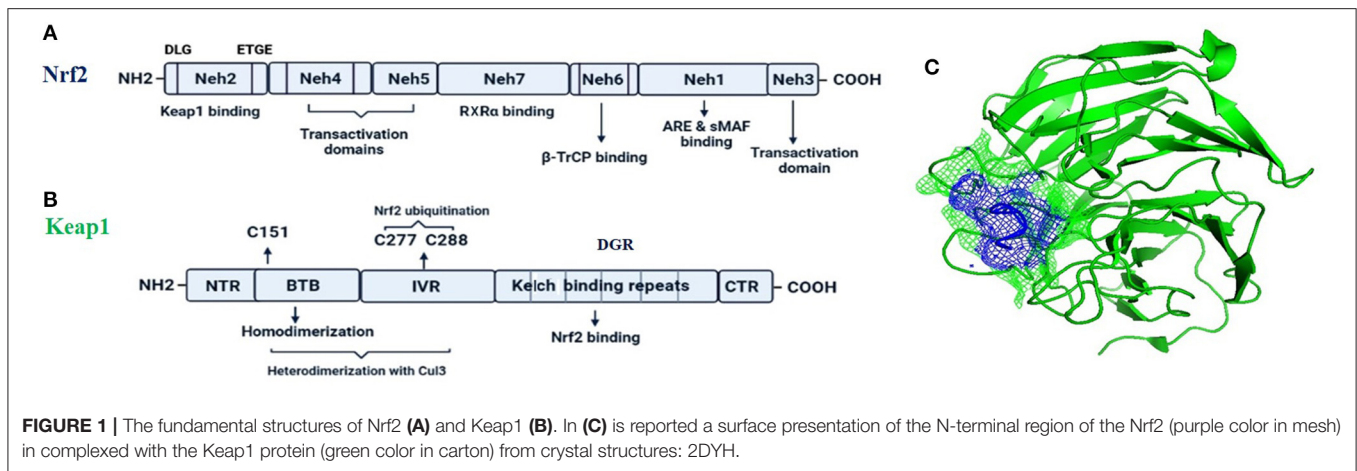 A
DLG ETGE
Nrf2 NH2 Neh2 Neh4 Neh5 Neh7 Neh6 Neh1 Neh3 COOH
Keap1 binding
Transactivation
domains
RXRα binding
β-TrCP binding
ARE & sMAF
binding
Transactivation
domain
B
Keap1
C151
Nrf2 ubiquitination
C277 C288
DGR
NH2 NTR BTB IVR Kelch binding repeats CTR COOH
Homodimerization
Heterodimerization with Cul3
Nrf2 binding
C
FIGURE 1 | The fundamental structures of Nrf2 (A) and Keap1 (B). In (C) is reported a surface presentation of the N-terminal region of the Nrf2 (purple color in mesh)
in complexed with the Keap1 protein (green color in carton) from crystal structures: 2DYH.